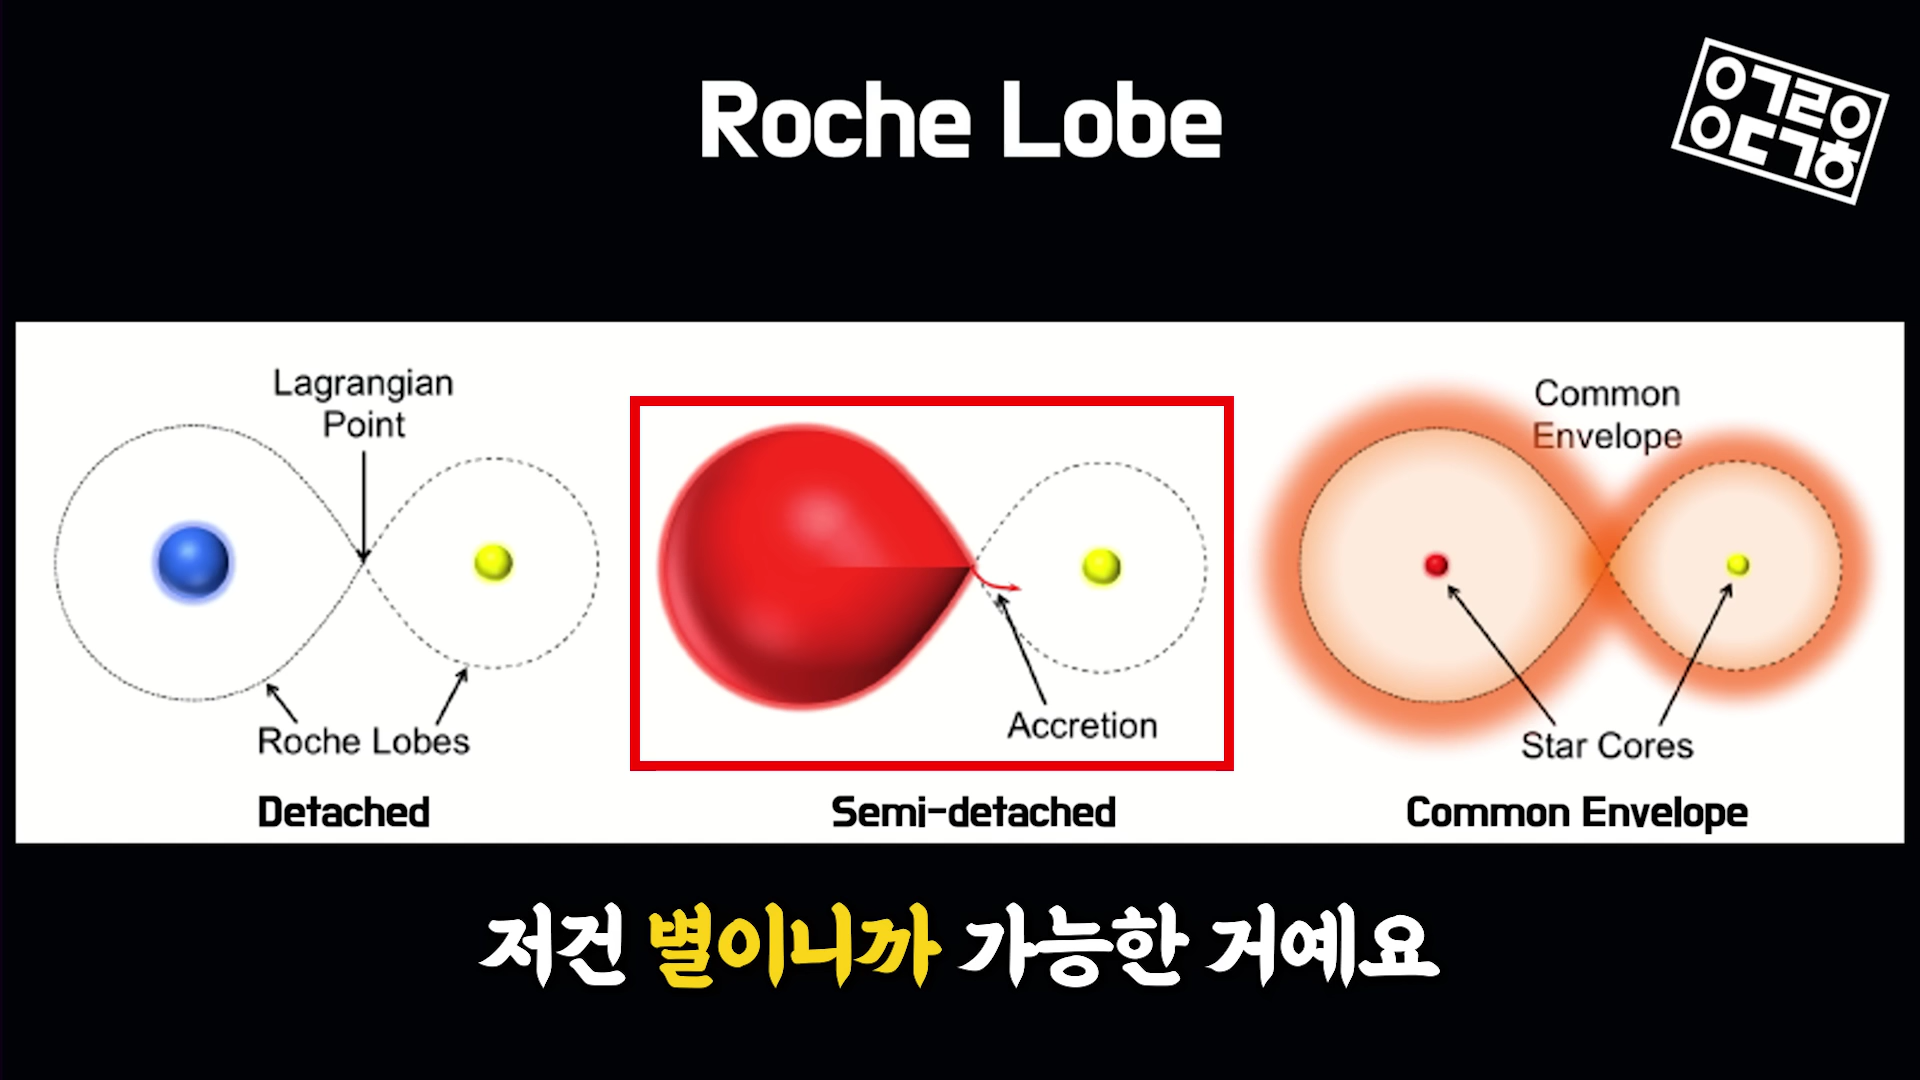 Roche Lobe
Lagrangian
Point
Roche Lobes
Detached
Accretion
Semi-detached
Common
Envelope
Star Cores
Common Envelope
저건 별이니까 가능한 거예요